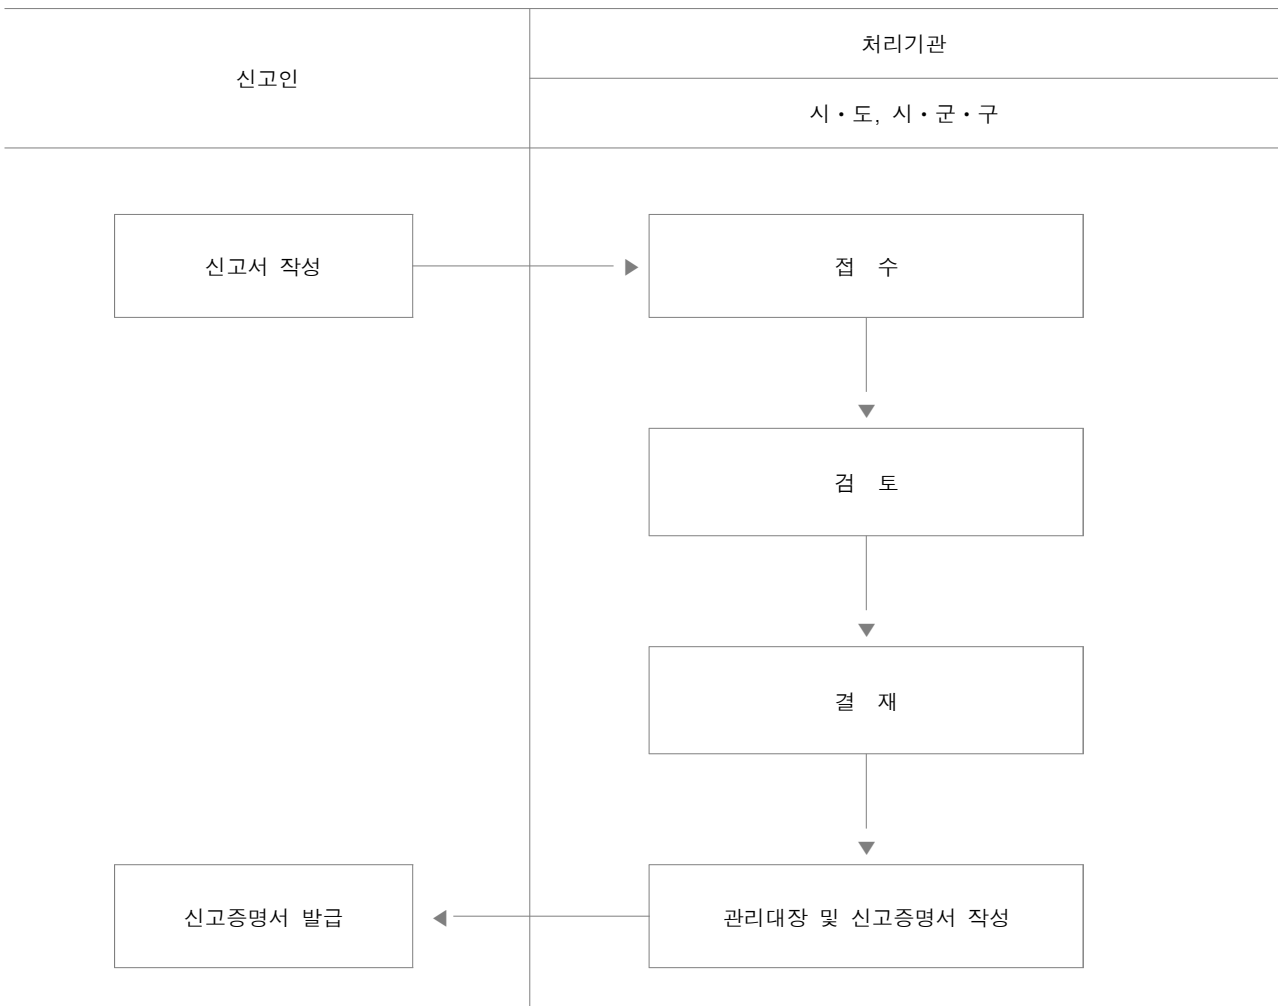 신고인
처리기관
시・도, 시・군・구
신고서 작성
접 수
검 토
결 재
신고증명서 발급
관리대장 및 신고증명서 작성